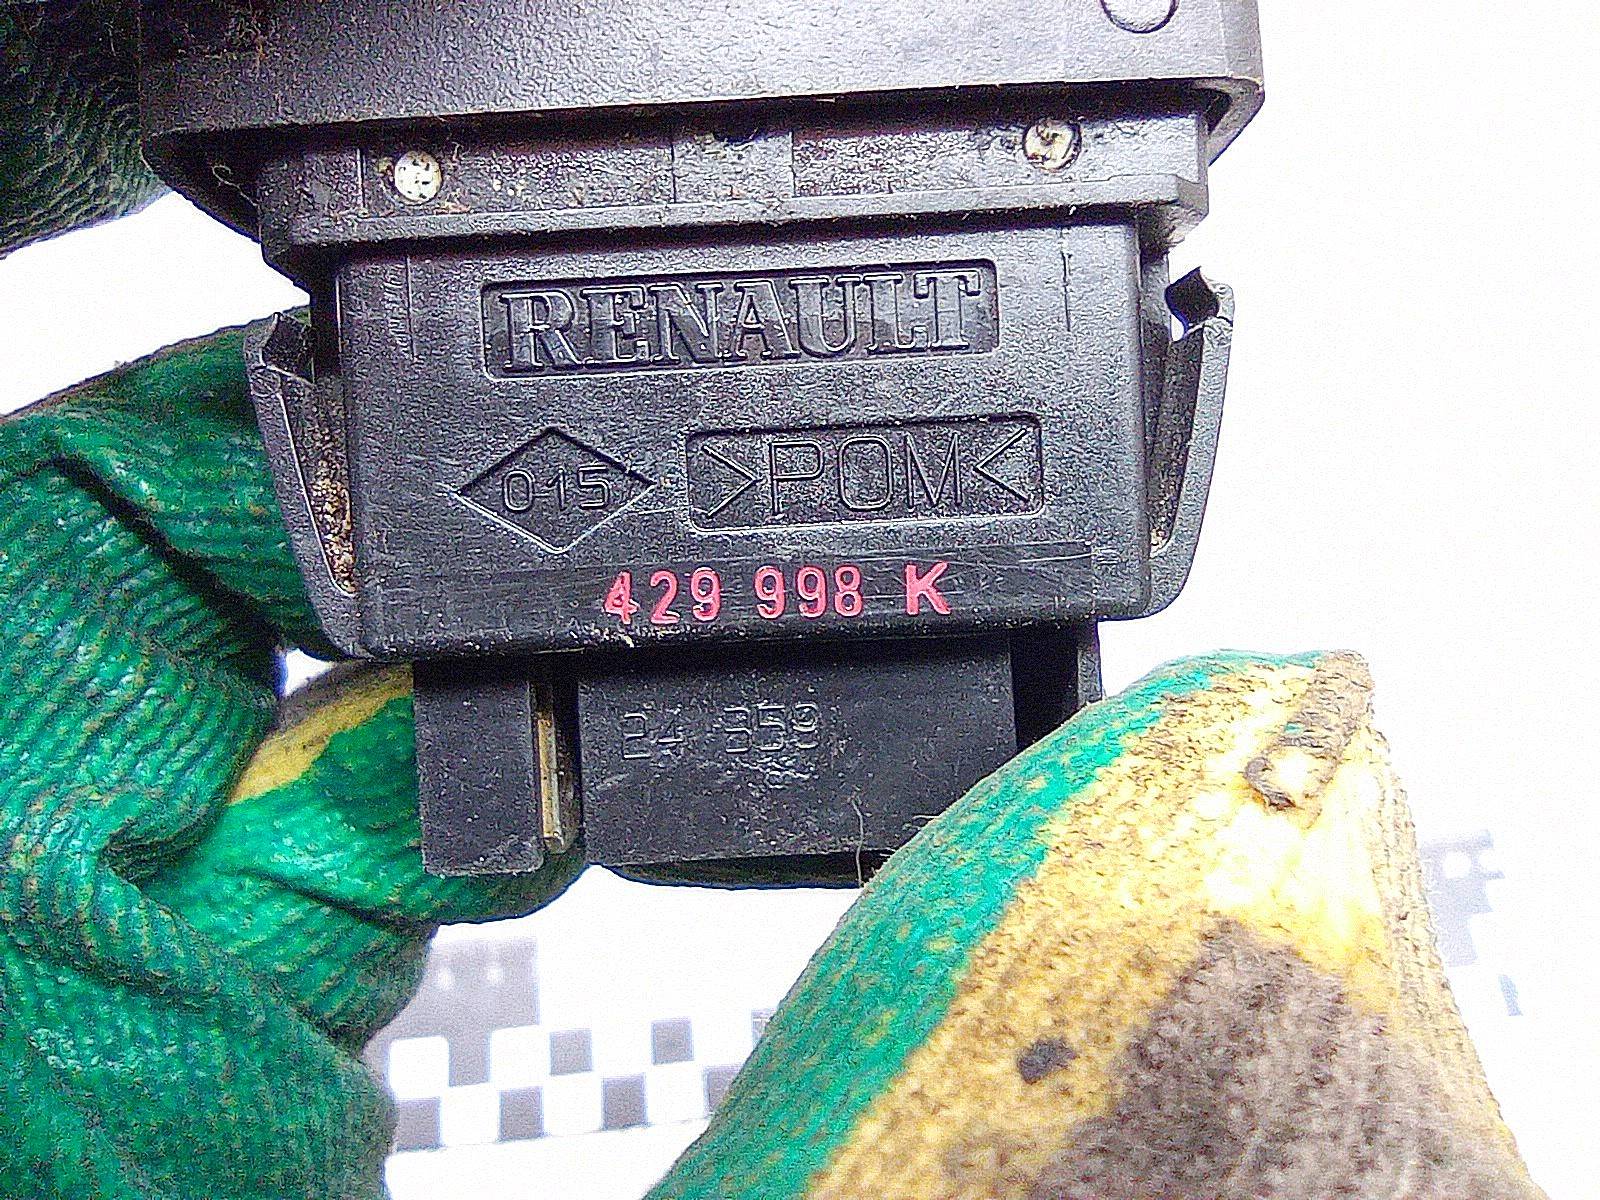 RENAULT
015 >POM<
429 998 K
24 359